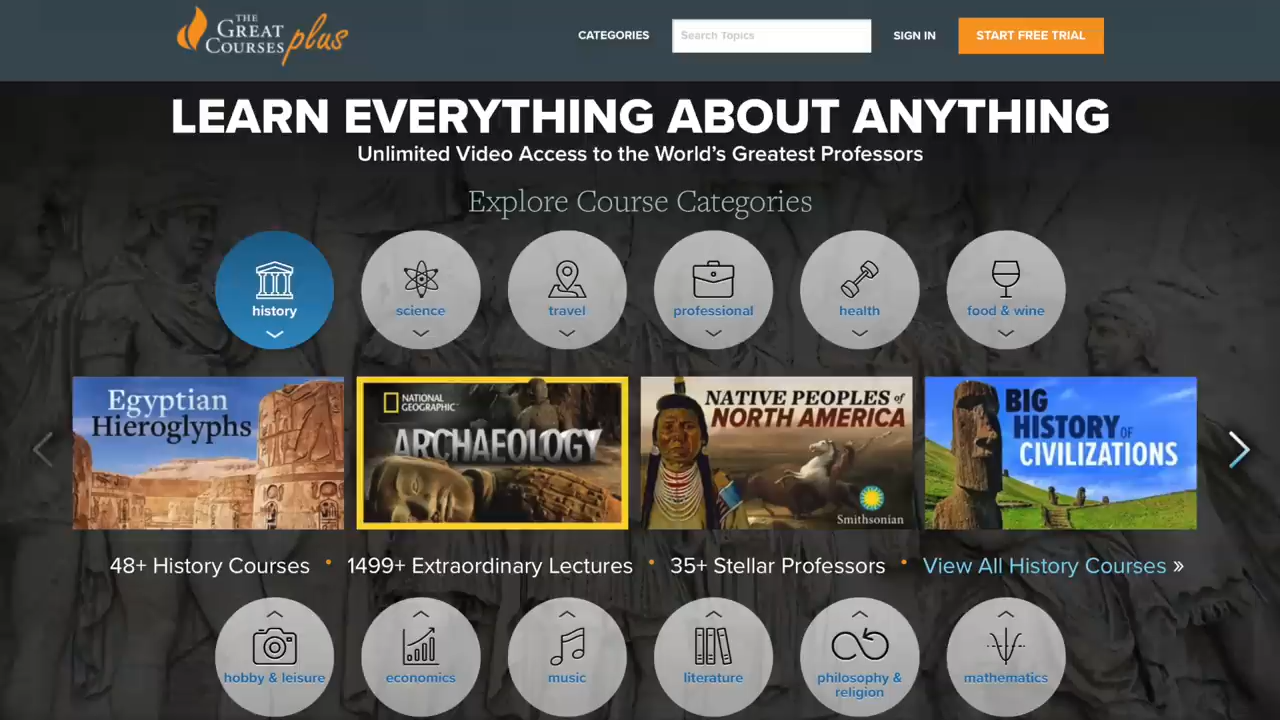 THE
GREAT
COURSES plus
CATEGORIES
Search Topics
SIGN IN
START FREE TRIAL
LEARN EVERYTHING ABOUT ANYTHING
Unlimited Video Access to the World's Greatest Professors
Explore Course Categories
history
science
travel
professional
health
food & wine
Egyptian
Hieroglyphs
NATIONAL
GEOGRAPHIC™
ARCHAEOLOGY
NATIVE PEOPLES of
NORTH AMERICA
Smithsonian
BIG
HISTORY OF
CIVILIZATIONS
48+ History Courses • 1499+ Extraordinary Lectures • 35+ Stellar Professors • View All History Courses »
hobby & leisure
economics
music
literature
philosophy &
religion
mathematics